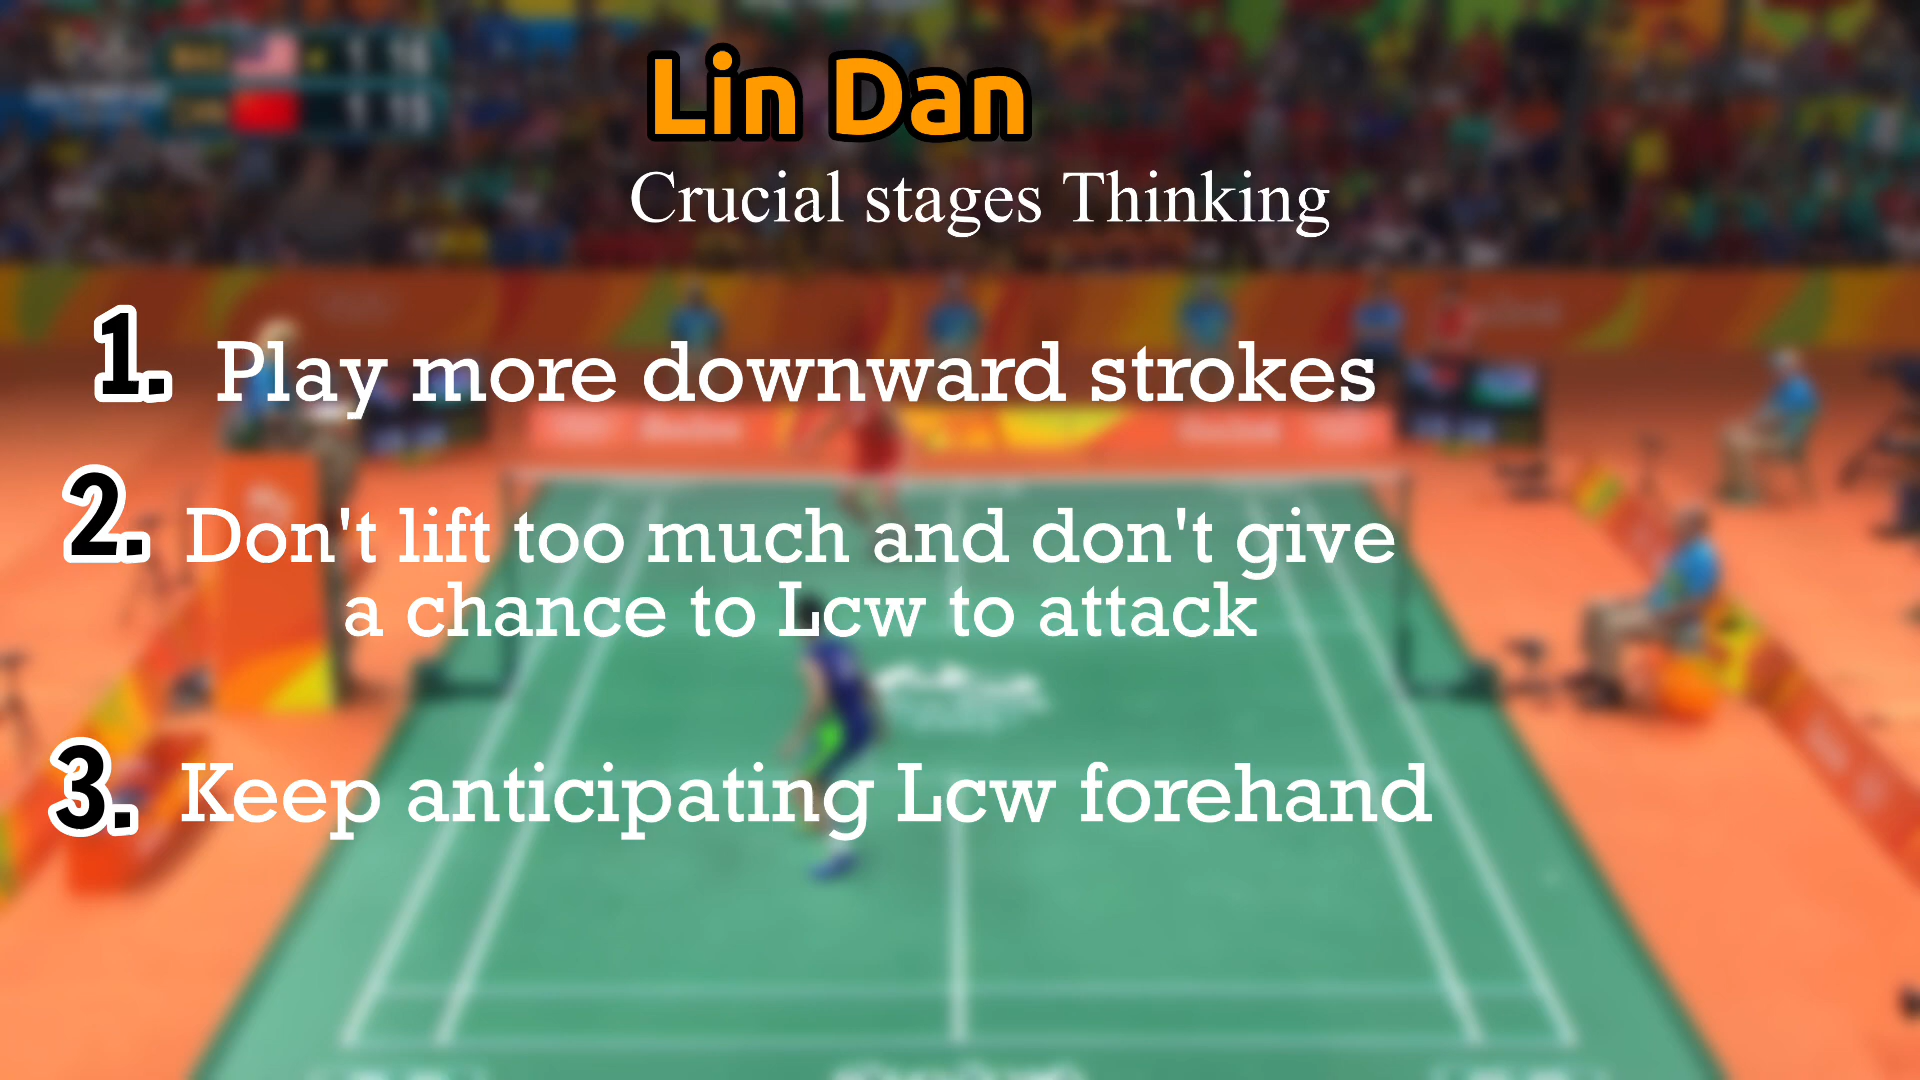 Lin Dan
Crucial stages Thinking
1. Play more downward strokes
2. Don't lift too much and don't give
a chance to Lcw to attack
3. Keep anticipating Lcw forehand